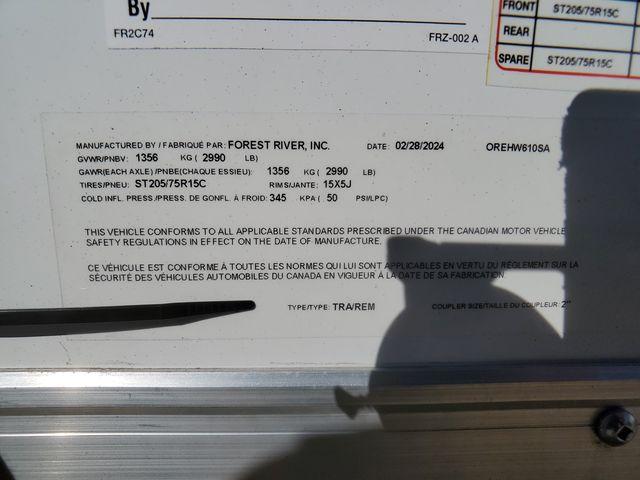 By
FR2C74 FRZ-002 A
FRONT ST205/75R15C
REAR
SPARE ST205/75R15C
MANUFACTURED BY / FABRIQUÉ PAR: FOREST RIVER, INC. DATE: 02/28/2024 OREHW610SA
GVWR/PNBV: 1356 KG ( 2990 LB)
GAWR(EACH AXLE) /PNBE(CHAQUE ESSIEU): 1356 KG ( 2990 LB)
TIRES/PNEU: ST205/75R15C RIMS/JANTE: 15X5J
COLD INFL. PRESS./PRESS. DE GONFL. À FROID: 345 KPA ( 50 PSI/LPC)
THIS VEHICLE CONFORMS TO ALL APPLICABLE STANDARDS PRESCRIBED UNDER THE CANADIAN MOTOR VEHICLE
SAFETY REGULATIONS IN EFFECT ON THE DATE OF MANUFACTURE.
CE VÉHICULE EST CONFORME À TOUTES LES NORMES QUI LUI SONT APPLICABLES EN VERTU DU RÈGLEMENT SUR LA
SÉCURITÉ DES VÉHICULES AUTOMOBILES DU CANADA EN VIGUEUR À LA DATE DE SA FABRICATION
TYPE/TYPE: TRA/REM COUPLER SIZE/TAILLE DU COUPLEUR: 2"